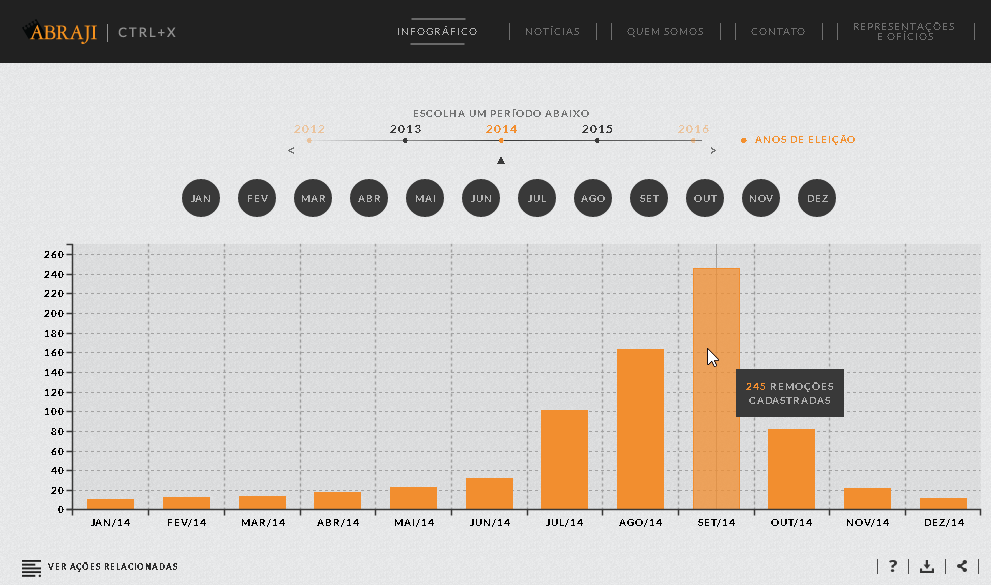 ABRAJI CTRL+X
INFOGRÁFICO NOTÍCIAS QUEM SOMOS CONTATO REPRESENTAÇÕES
E OFÍCIOS
ESCOLHA UM PERÍODO ABAIXO
2012 2013 2014 2015 2016
ANOS DE ELEIÇÃO
< >
JAN FEV MAR ABR MAI JUN JUL AGO SET OUT NOV DEZ
260
240
220
200
180
160
140
120
100
80
60
40
20
0
245 REMOÇÕES
CADASTRADAS
JAN/14 FEV/14 MAR/14 ABR/14 MAI/14 JUN/14 JUL/14 AGO/14 SET/14 OUT/14 NOV/14 DEZ/14
VER AÇÕES RELACIONADAS
?